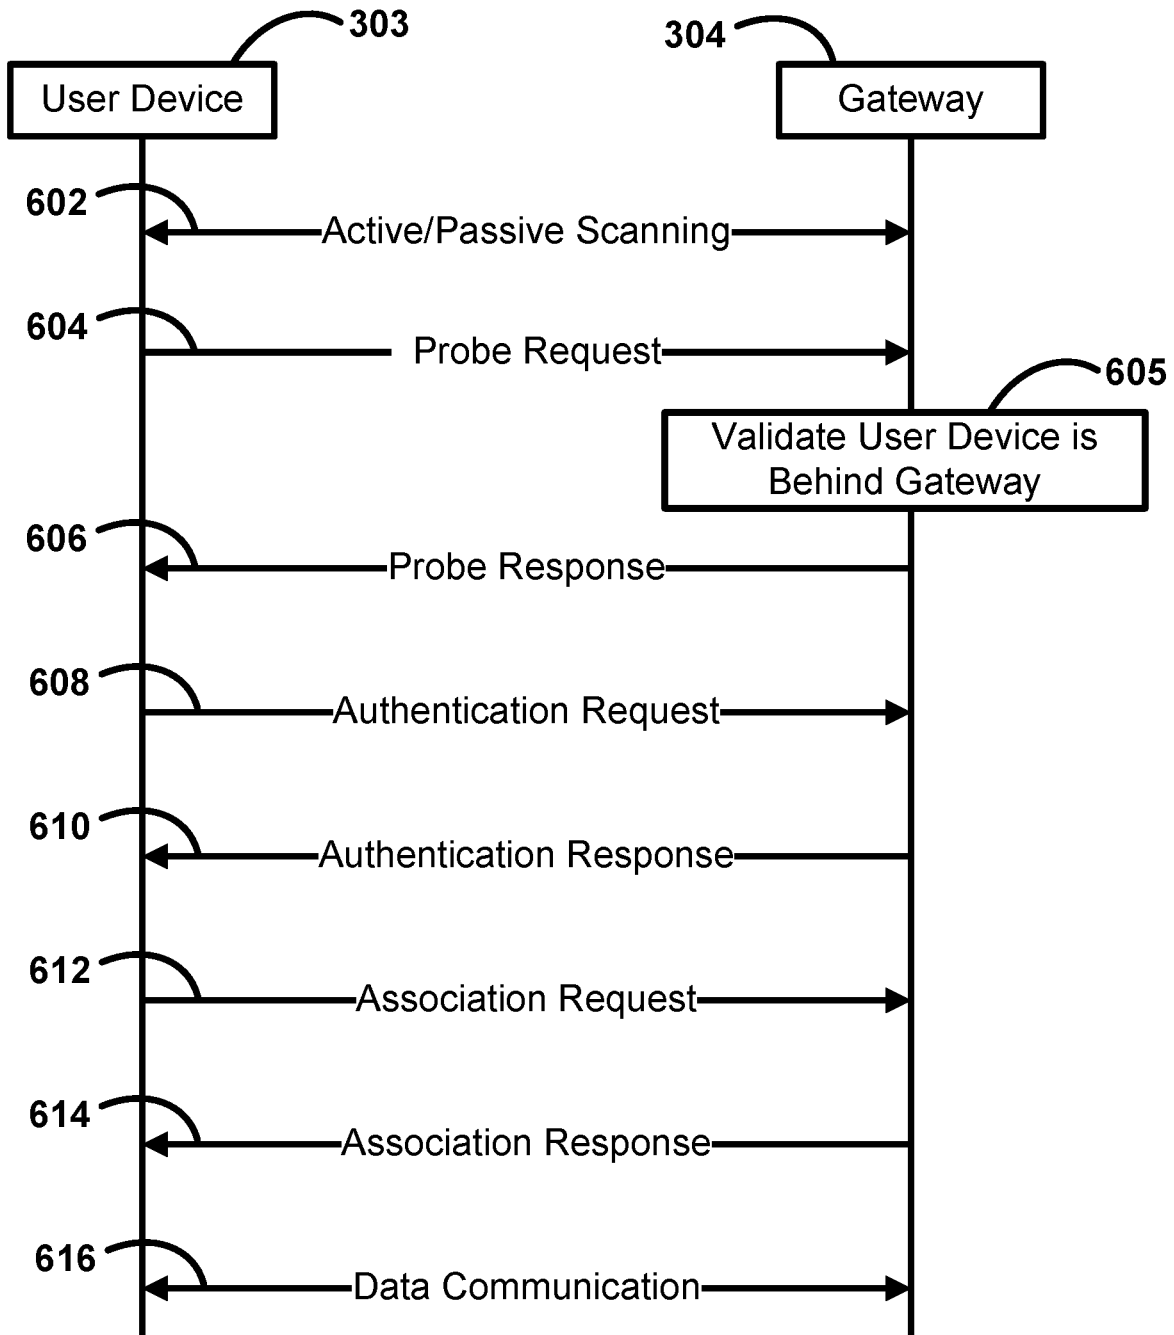 303
304
User Device
Gateway
602
Active/Passive Scanning
604
Probe Request
605
Validate User Device is
Behind Gateway
606
Probe Response
608
Authentication Request
610
Authentication Response
612
Association Request
614
Association Response
616
Data Communication